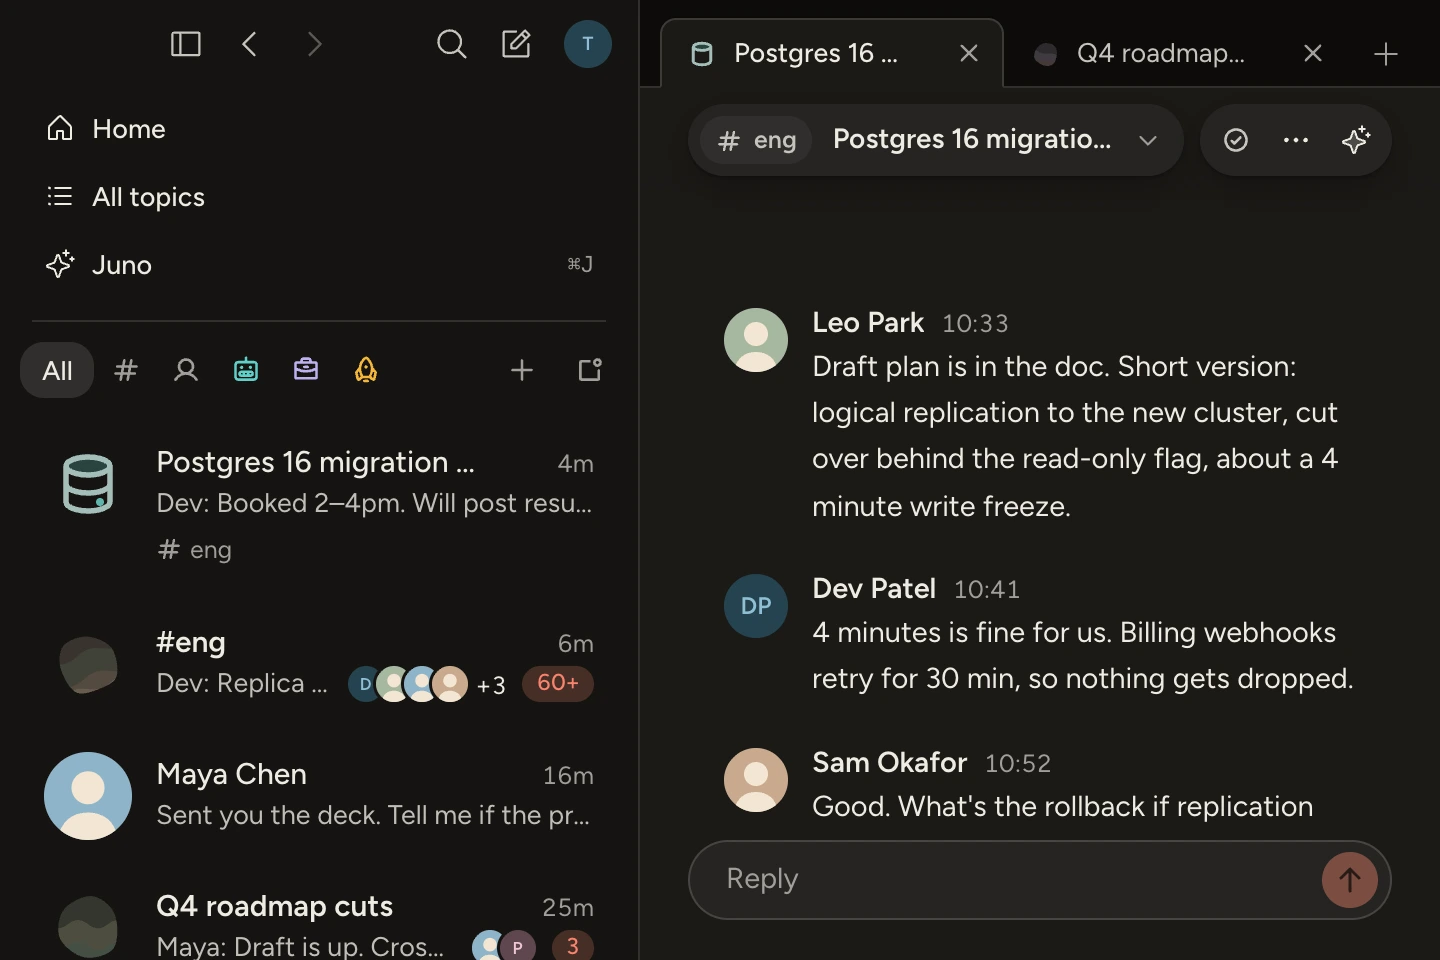 T
Home
All topics
Juno ⌘J
All
Postgres 16 migration ... 4m
Dev: Booked 2–4pm. Will post resu...
# eng
#eng 6m
Dev: Replica ... D +3 60+
Maya Chen 16m
Sent you the deck. Tell me if the pr...
Q4 roadmap cuts 25m
Maya: Draft is up. Cros... P 3
Postgres 16 ...
Q4 roadmap...
# eng Postgres 16 migratio...
Leo Park 10:33
Draft plan is in the doc. Short version:
logical replication to the new cluster, cut
over behind the read-only flag, about a 4
minute write freeze.
DP
Dev Patel 10:41
4 minutes is fine for us. Billing webhooks
retry for 30 min, so nothing gets dropped.
Sam Okafor 10:52
Good. What's the rollback if replication
Reply